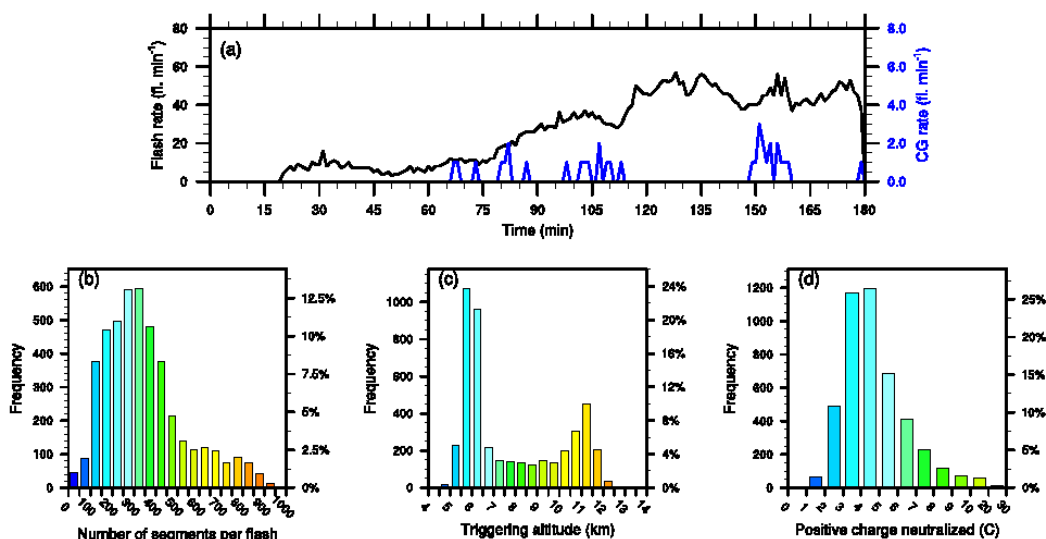 (a)
Flash rate (fl. min⁻¹)
80
60
40
20
0
8.0
6.0
4.0
2.0
0.0
CG rate (fl. min⁻¹)
0 15 30 45 60 75 90 105 120 135 150 165 180
Time (min)
(b)
Frequency
600
500
400
300
200
100
0
12.5%
10%
7.5%
5%
2.5%
0%
0 100 200 300 400 500 600 700 800 900 1000
Number of segments per flash
(c)
Frequency
1000
800
600
400
200
0
24%
20%
16%
12%
8%
4%
0%
4 5 6 7 8 9 10 11 12 13 14
Triggering altitude (km)
(d)
Frequency
1200
1000
800
600
400
200
0
25%
20%
15%
10%
5%
0%
0 1 2 3 4 5 6 7 8 9 10 20 30
Positive charge neutralized (C)